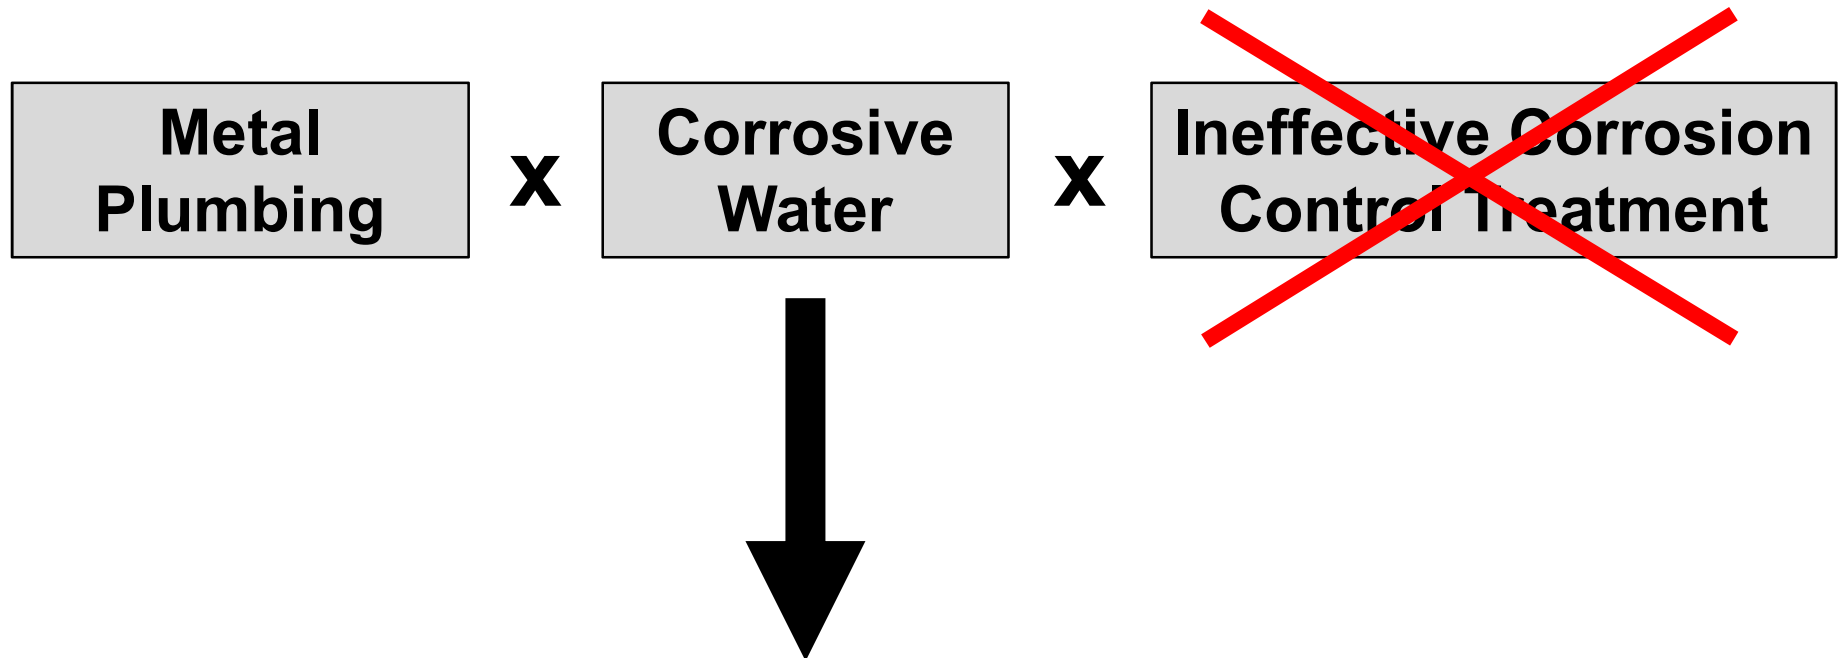 Metal
Plumbing
x
Corrosive
Water
x
Ineffective Corrosion
Control Treatment